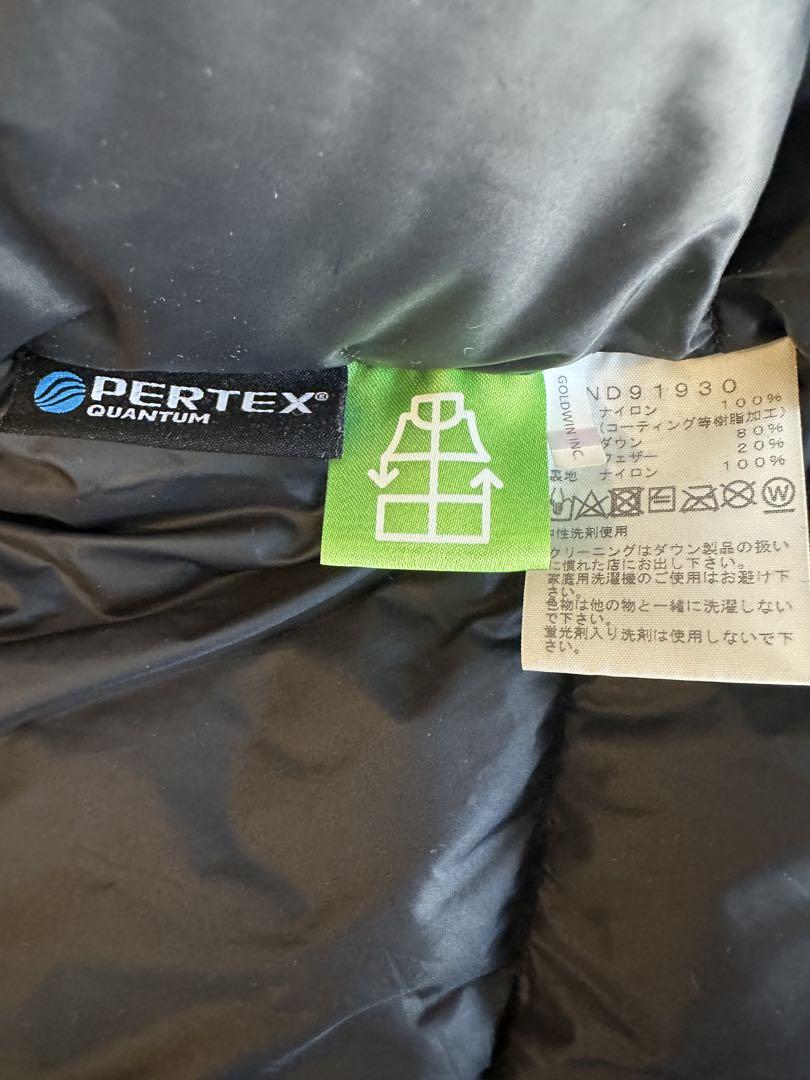 PERTEX®
QUANTUM™
GOLDWIN INC.
ND91930
ナイロン 100%
(コーティング等樹脂加工)
ダウン 80%
フェザー 20%
裏地 ナイロン 100%
W
中性洗剤使用
クリーニングはダウン製品の扱い
に慣れた店にお出し下さい。
家庭用洗濯機のご使用はお避け下
さい。
色物は他の物と一緒に洗濯しない
で下さい。
蛍光剤入り洗剤は使用しないで下
さい。